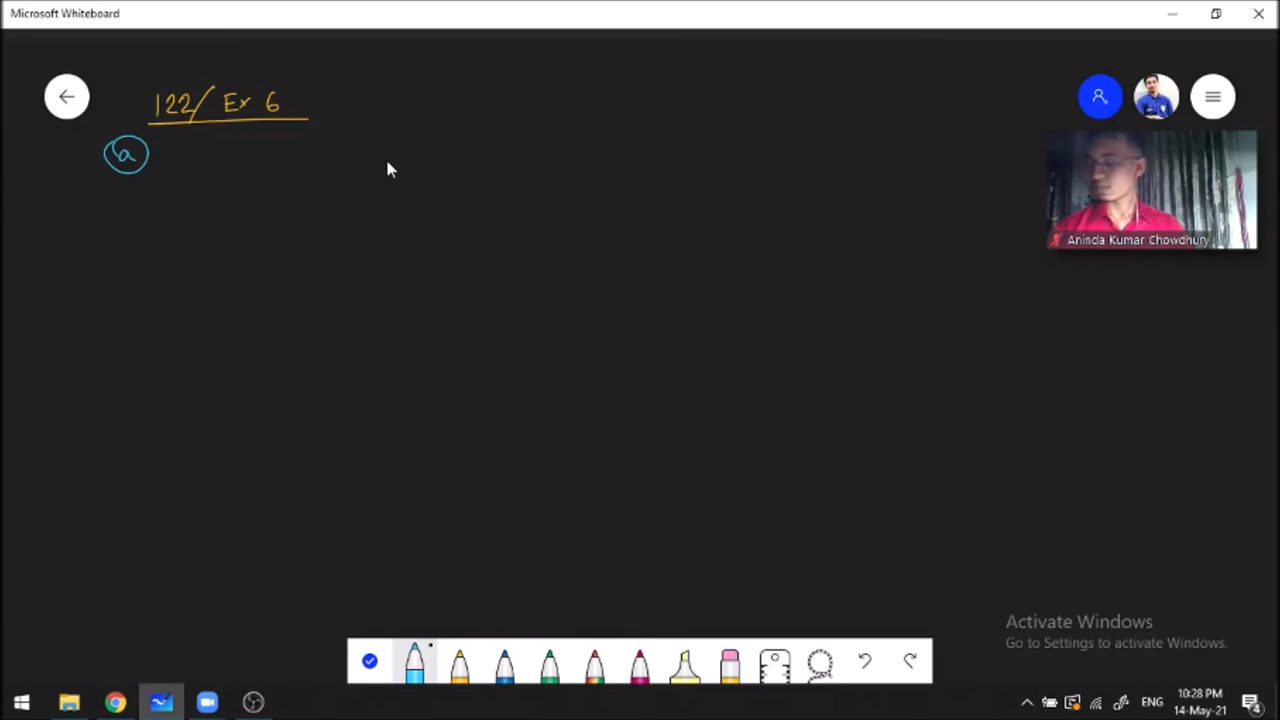 Microsoft Whiteboard
122/ Ex 6
a
Aninda Kumar Chowdhury
Activate Windows
Go to Settings to activate Windows.
ENG
10:28 PM
14-May-21
4